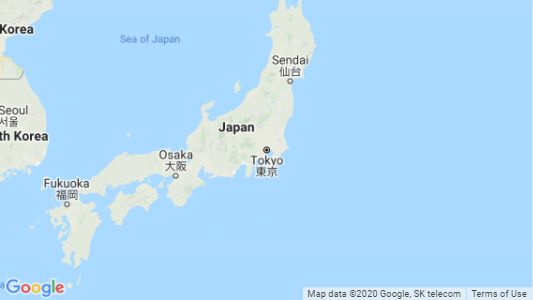 Korea
Sea of Japan
Sendai
仙台
Seoul
서울
th Korea
Japan
Tokyo
東京
Osaka
大阪
Fukuoka
福岡
Google
Map data ©2020 Google, SK telecom
Terms of Use